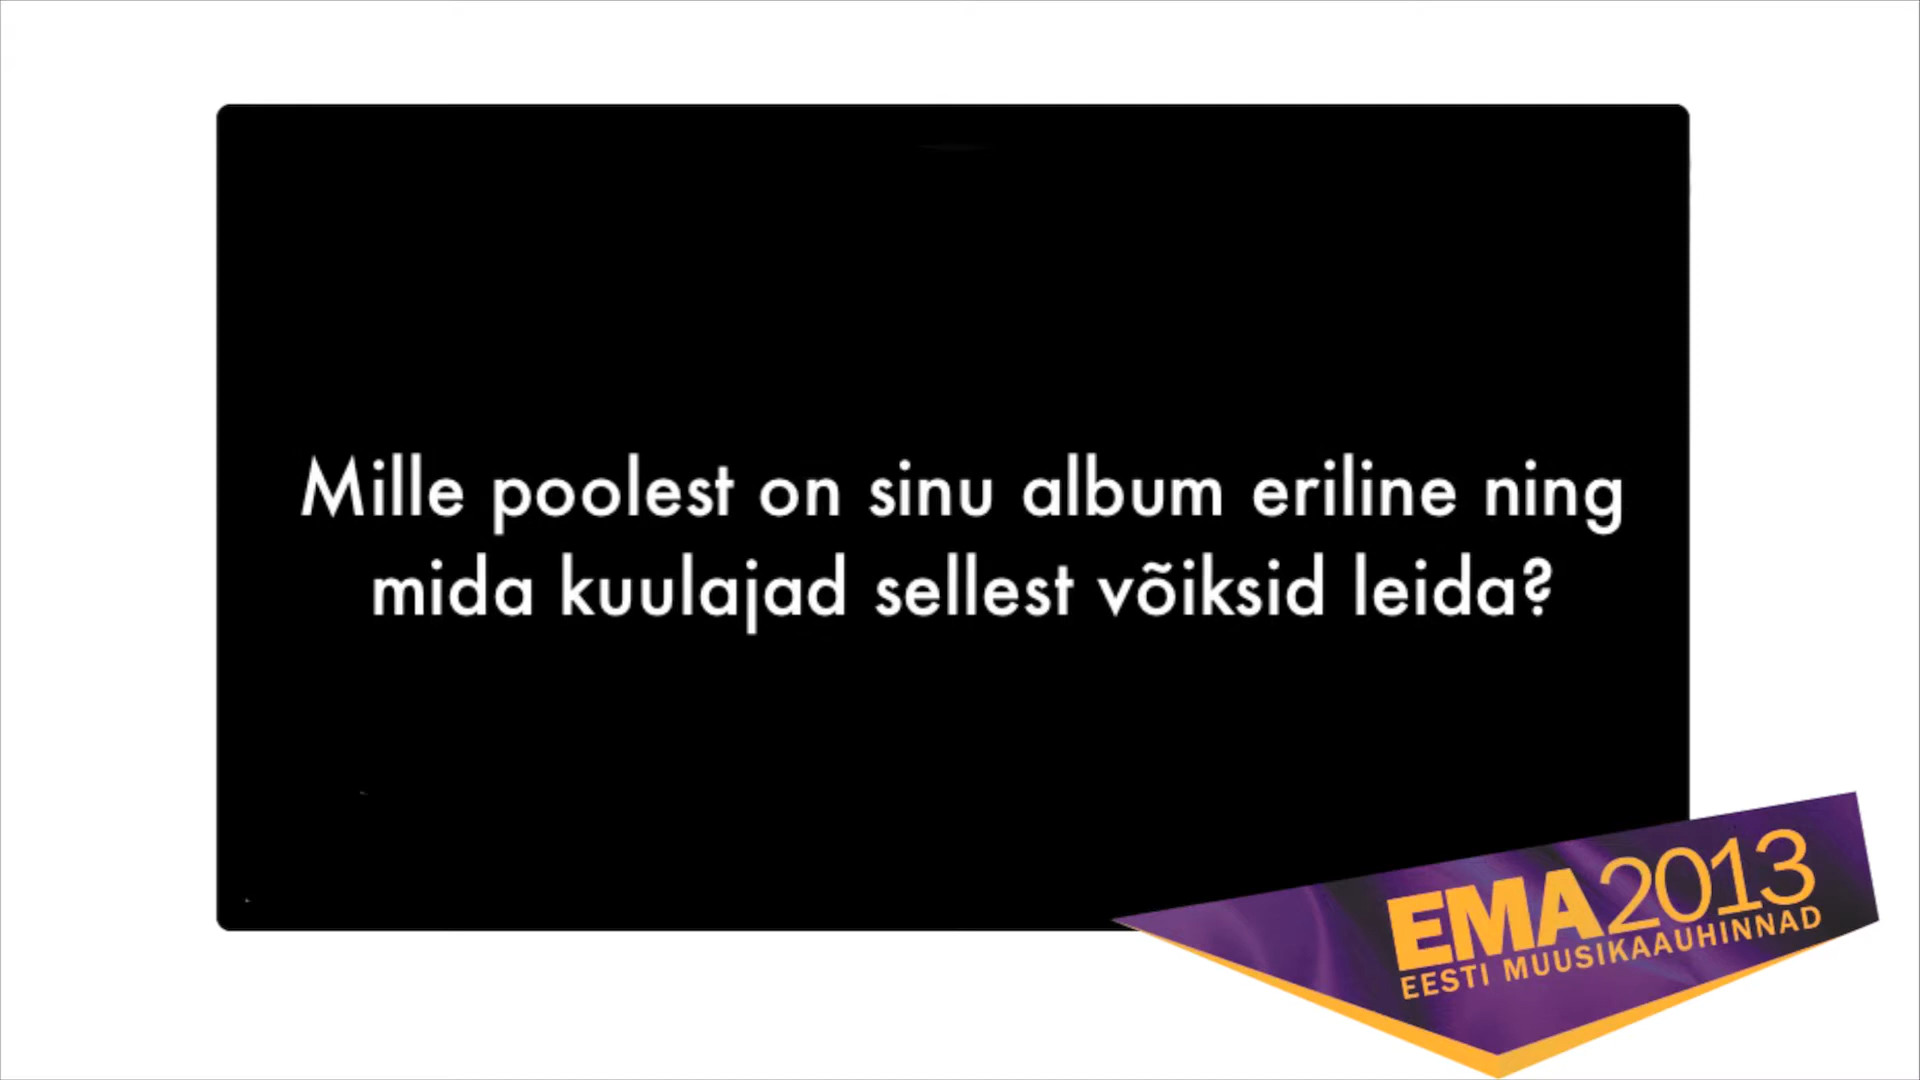 Mille poolest on sinu album eriline ning
mida kuulajad sellest võiksid leida?
EMA2013
EESTI MUUSIKAAUHINNAD